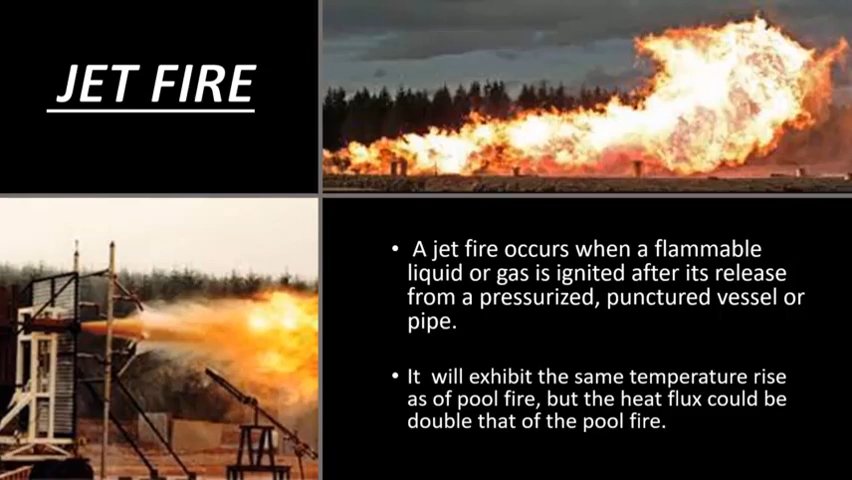 JET FIRE
• A jet fire occurs when a flammable
liquid or gas is ignited after its release
from a pressurized, punctured vessel or
pipe.
• It will exhibit the same temperature rise
as of pool fire, but the heat flux could be
double that of the pool fire.